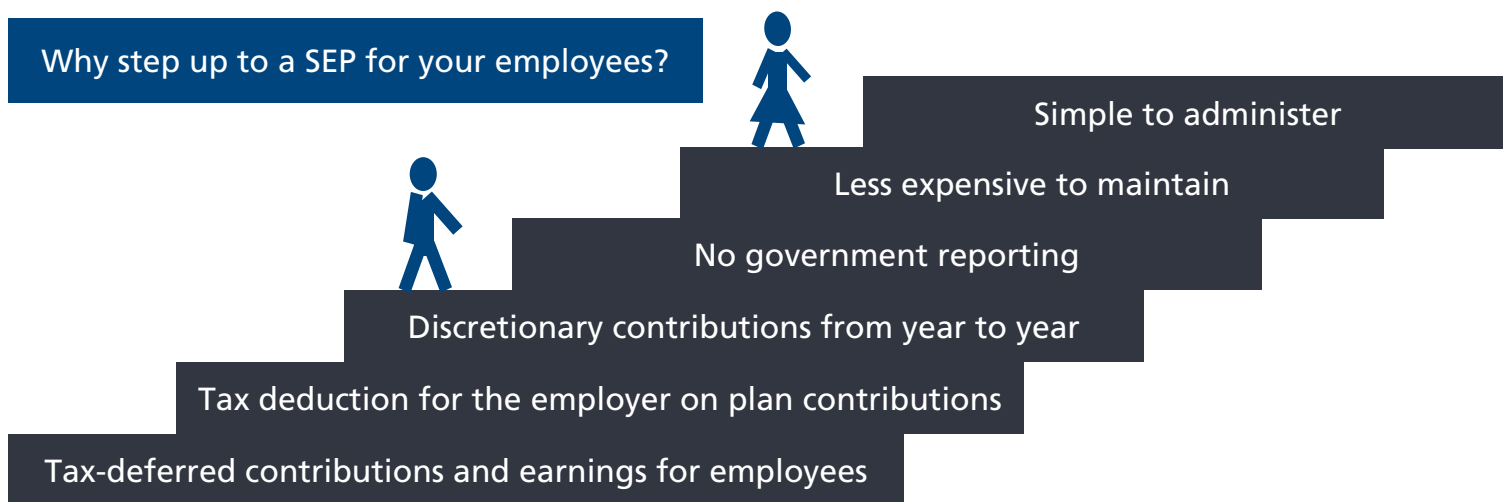 Why step up to a SEP for your employees?
Simple to administer
Less expensive to maintain
No government reporting
Discretionary contributions from year to year
Tax deduction for the employer on plan contributions
Tax-deferred contributions and earnings for employees